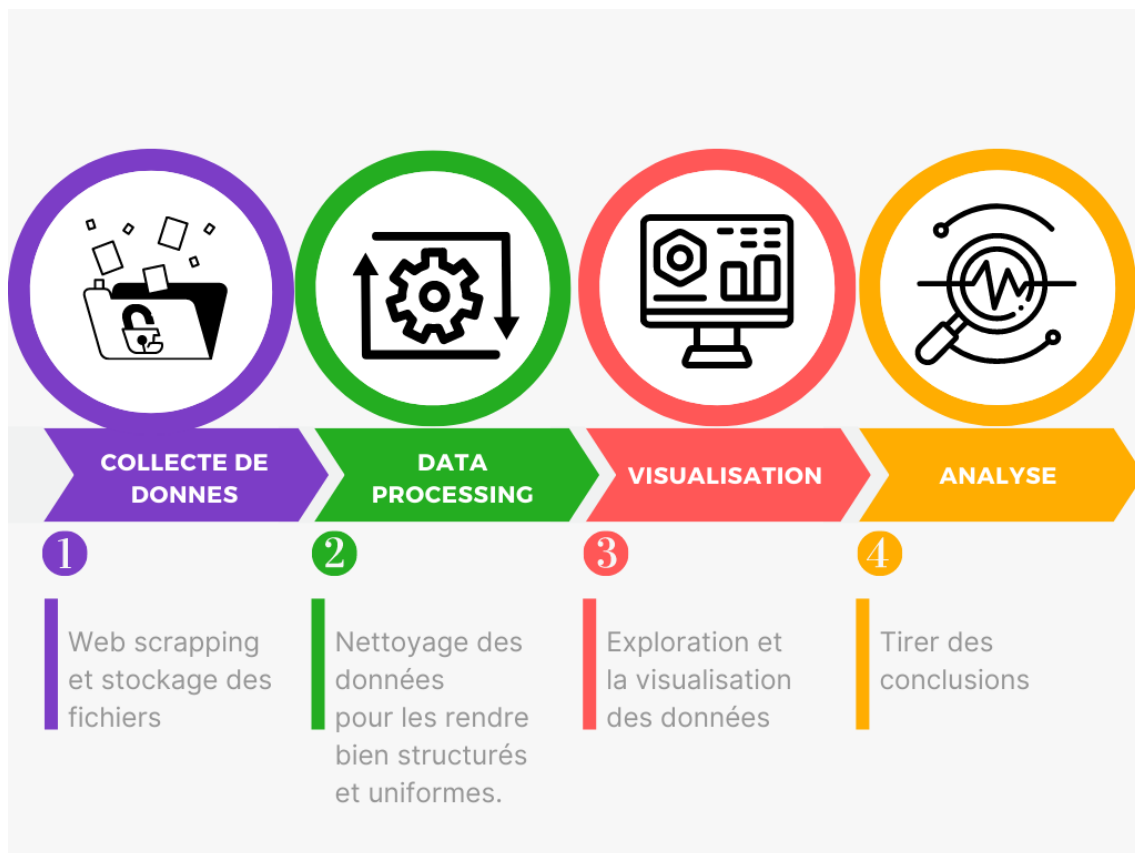 COLLECTE DE
DONNES
DATA
PROCESSING
VISUALISATION
ANALYSE
1
2
3
4
Web scrapping
et stockage des
fichiers
Nettoyage des
données
pour les rendre
bien structurés
et uniformes.
Exploration et
la visualisation
des données
Tirer des
conclusions